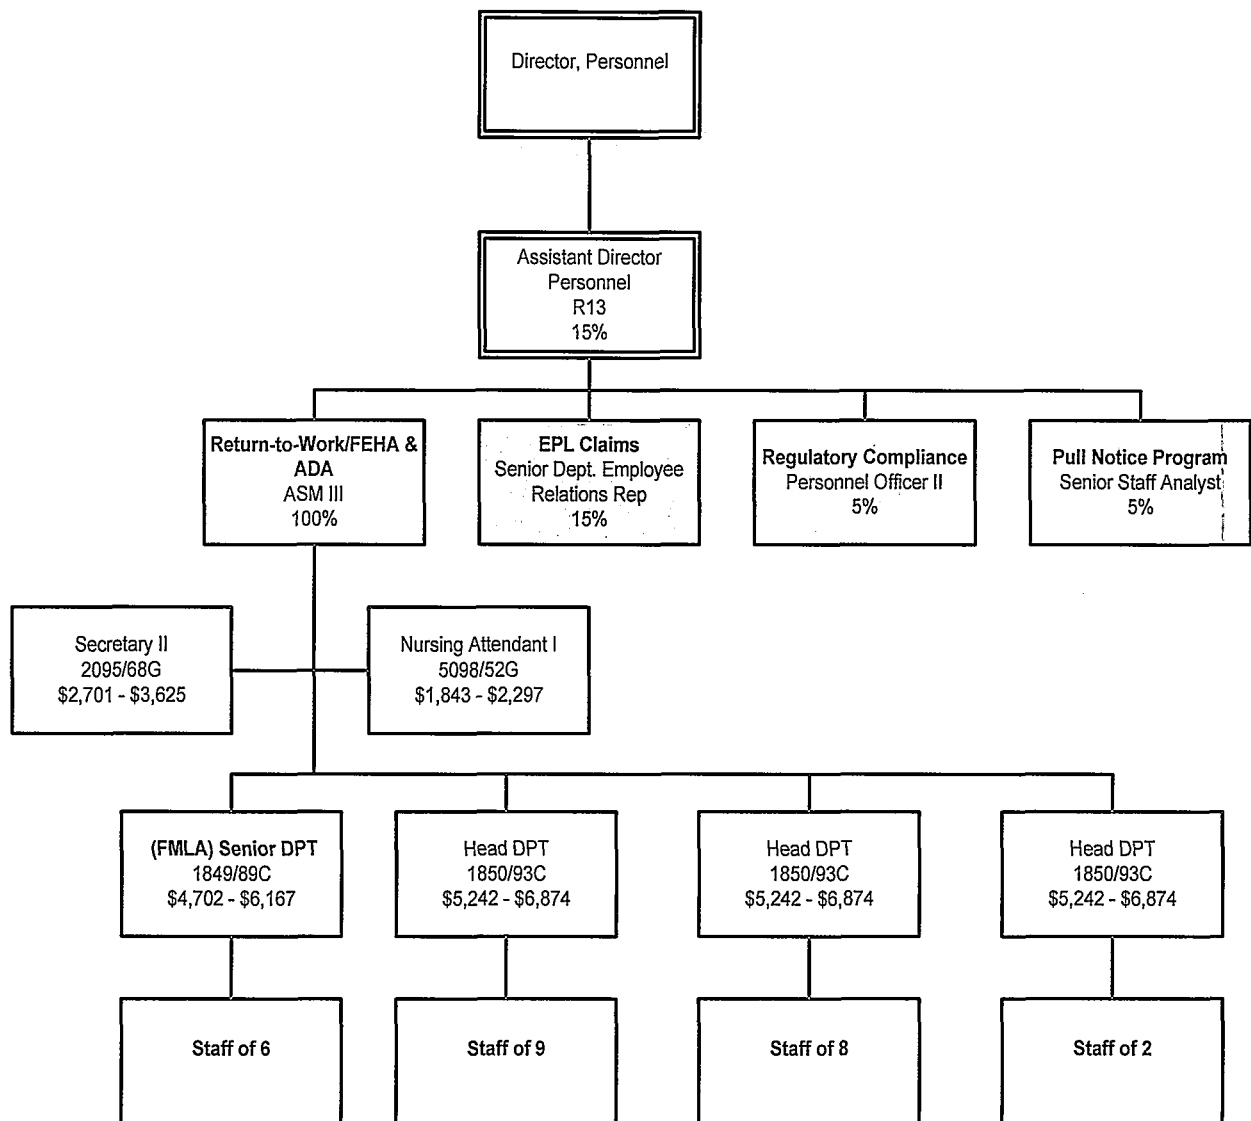 Director, Personnel
Assistant Director
Personnel
R13
15%
Return-to-Work/FEHA &
ADA
ASM III
100%
EPL Claims
Senior Dept. Employee
Relations Rep
15%
Regulatory Compliance
Personnel Officer II
5%
Pull Notice Program
Senior Staff Analyst
5%
Secretary II
2095/68G
$2,701 - $3,625
Nursing Attendant I
5098/52G
$1,843 - $2,297
(FMLA) Senior DPT
1849/89C
$4,702 - $6,167
Head DPT
1850/93C
$5,242 - $6,874
Head DPT
1850/93C
$5,242 - $6,874
Head DPT
1850/93C
$5,242 - $6,874
Staff of 6
Staff of 9
Staff of 8
Staff of 2